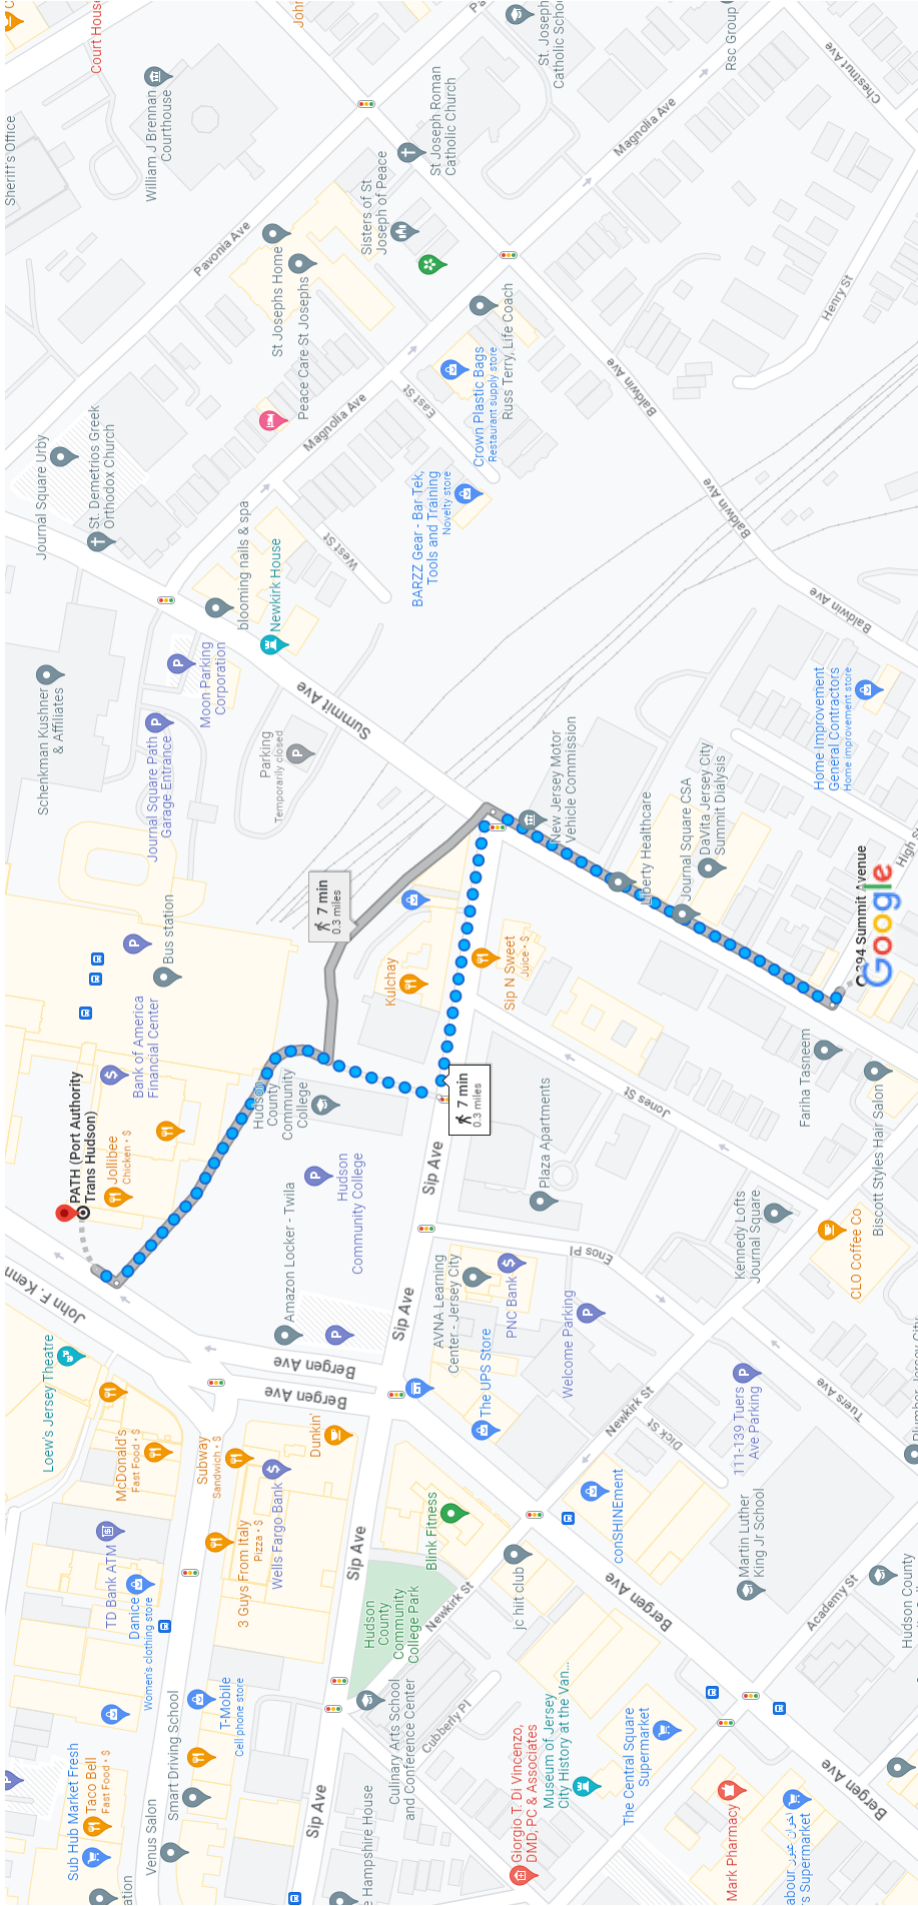 Sheriff's Office
Court House
William J Brennan
Courthouse
Pavonia Ave
St. Joseph
Catholic School
Rsc Group
Chestnut Ave
St Joseph Roman
Catholic Church
Magnolia Ave
Sisters of St
Joseph of Peace
St Josephs Home
Peace Care St Josephs
Henry St
Russ Terry, Life Coach
Crown Plastic Bags
Restaurant supply store
East St
Baldwin Ave
Magnolia Ave
Journal Square Urby
St. Demetrios Greek
Orthodox Church
BARZZ Gear - Bar Tek,
Tools and Training
Novelty store
Baldwin Ave
West St
blooming nails & spa
Newkirk House
Baldwin Ave
Schenkman Kushner
& Affiliates
Moon Parking
Corporation
Summit Ave
Journal Square Path
Garage Entrance
Parking
Temporarily closed
Home Improvement
General Contractors
Home improvement store
New Jersey Motor
Vehicle Commission
DaVita Jersey City
Summit Dialysis
Journal Square CSA
Liberty Healthcare
394 Summit Avenue
Google
7 min
0.3 miles
Bus station
Kulchay
Sip N Sweet
Juice • $
Bank of America
Financial Center
Hudson
County
Community
College
PATH (Port Authority
Trans Hudson)
Jollibee
Chicken • $
7 min
0.3 miles
Jones St
Fariha Tasneem
Biscott Styles Hair Salon
Hudson
Community College
Sip Ave
Plaza Apartments
Amazon Locker - Twila
Enos Pl
Kennedy Lofts
Journal Square
CLO Coffee Co.
John F. Kenn
Sip Ave
AVNA Learning
Center - Jersey City
PNC Bank
The UPS Store
Welcome Parking
Bergen Ave
Bergen Ave
Loew's Jersey Theatre
McDonald's
Fast Food • $
Subway
Sandwich • $
Dunkin'
Wells Fargo Bank
3 Guys From Italy
Pizza • $
Newkirk St
Dick St
111-139 Tuers
Ave Parking
Tuers Ave
TD Bank ATM
Danice
Women's clothing store
Sip Ave
Blink Fitness
conSHINEment
Martin Luther
King Jr School
Hudson
County
Community
College Park
Newkirk St
jc hiit club
Bergen Ave
Academy St
Hudson County
T-Mobile
Cell phone store
Smart Driving School
Culinary Arts School
and Conference Center
Cubberly Pl
Giorgio T. Di Vincenzo,
DMD, PC & Associates
Museum of Jersey
City History at the Van...
The Central Square
Supermarket
Sub Hub Market Fresh
Taco Bell
Fast Food • $
Venus Salon
Sip Ave
Hampshire House
Mark Pharmacy
Bergen Ave